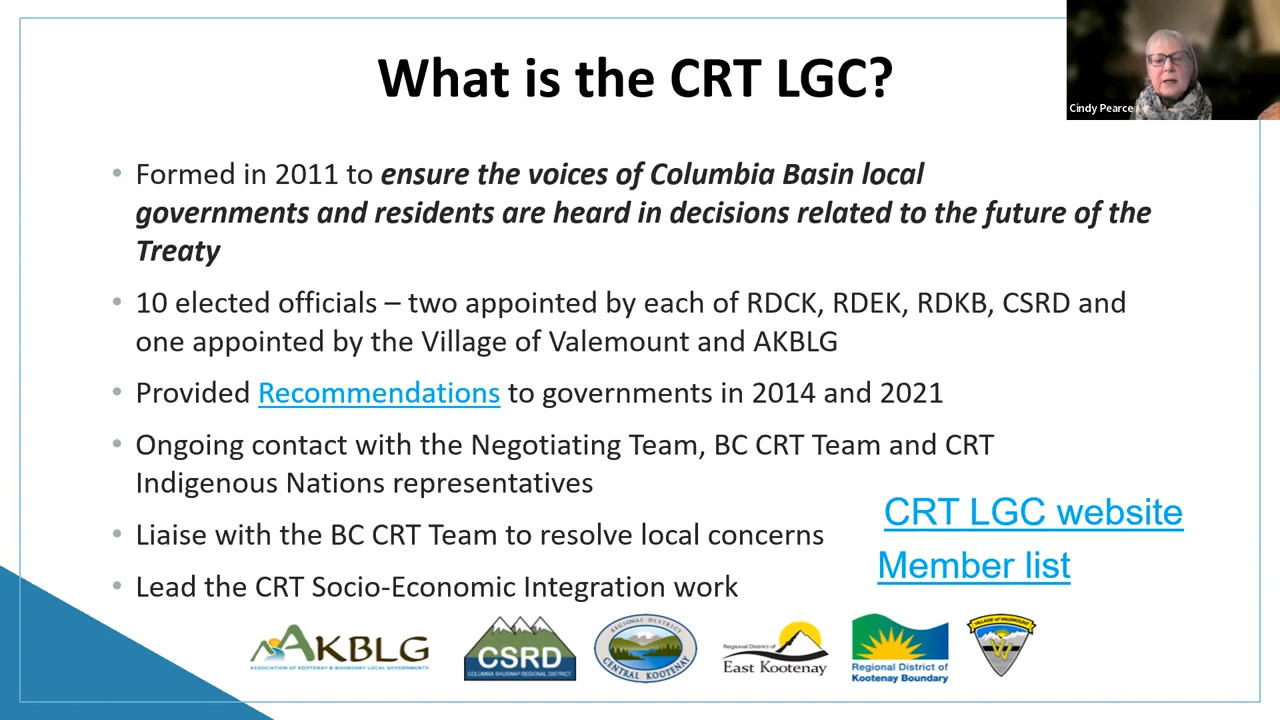 What is the CRT LGC?
Cindy Pearce
• Formed in 2011 to ensure the voices of Columbia Basin local
governments and residents are heard in decisions related to the future of the
Treaty
• 10 elected officials – two appointed by each of RDCK, RDEK, RDKB, CSRD and
one appointed by the Village of Valemount and AKBLG
• Provided Recommendations to governments in 2014 and 2021
• Ongoing contact with the Negotiating Team, BC CRT Team and CRT
Indigenous Nations representatives
• Liaise with the BC CRT Team to resolve local concerns
• Lead the CRT Socio-Economic Integration work
CRT LGC website
Member list
AKBLG
ASSOCIATION OF KOOTENAY & BOUNDARY LOCAL GOVERNMENTS
CSRD
COLUMBIA SHUSWAP REGIONAL DISTRICT
REGIONAL DISTRICT
CENTRAL KOOTENAY
Regional District of
East Kootenay
Regional District of
Kootenay Boundary
VILLAGE OF VALEMOUNT